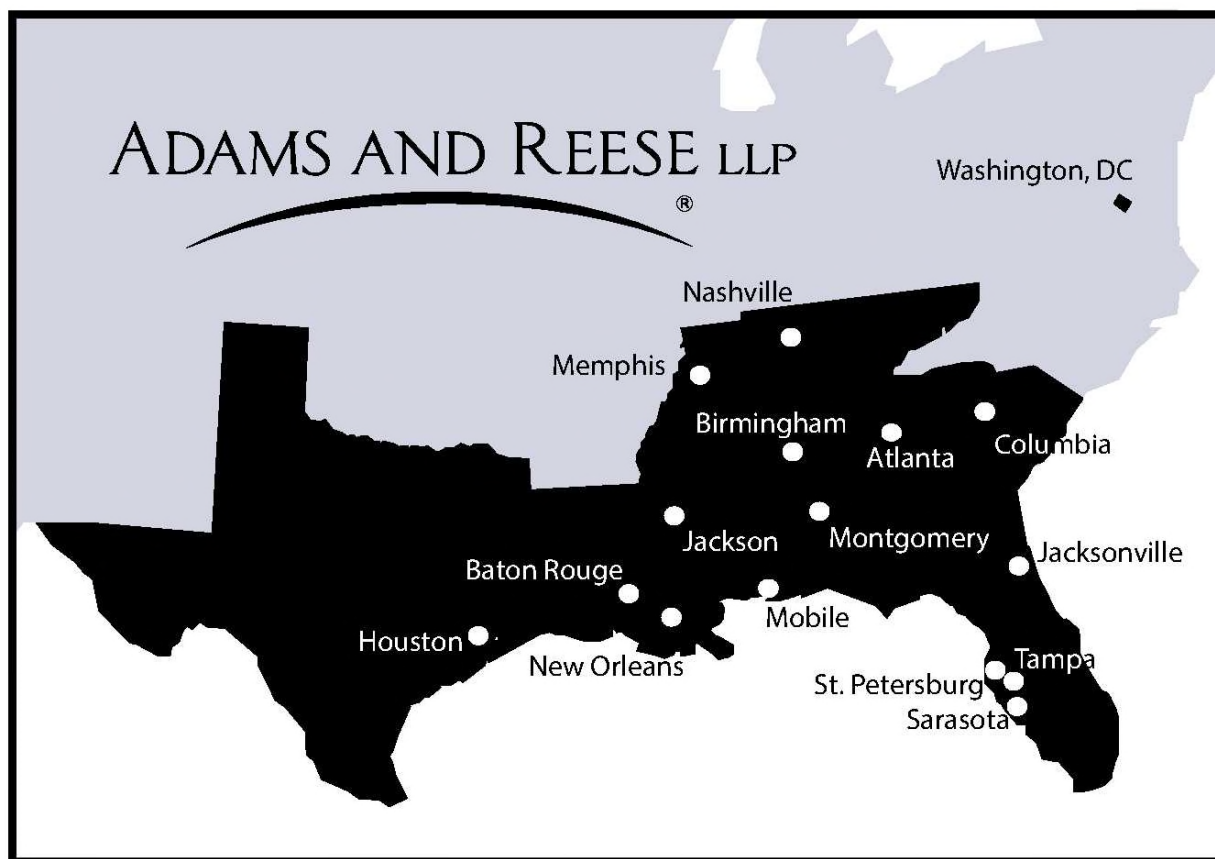 ADAMS AND REESE LLP
®
Washington, DC
Nashville
Memphis
Birmingham
Atlanta
Columbia
Jackson
Montgomery
Jacksonville
Baton Rouge
Mobile
Houston
New Orleans
Tampa
St. Petersburg
Sarasota